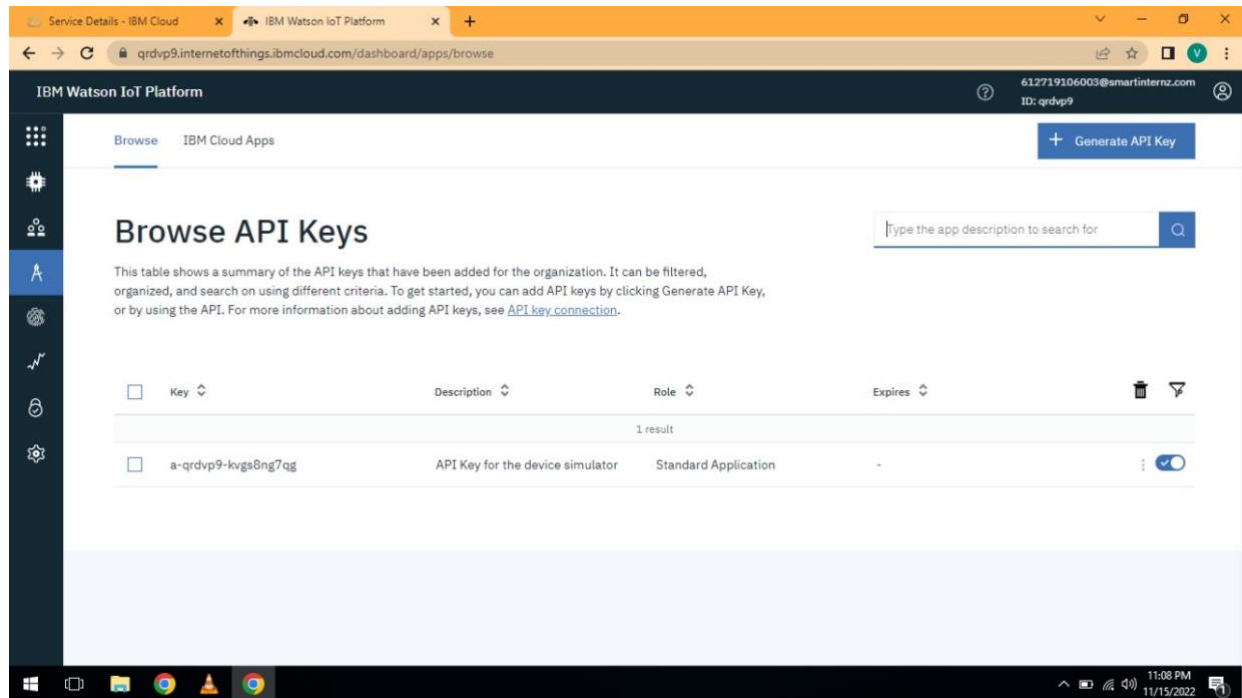 Service Details - IBM Cloud
IBM Watson IoT Platform
qrdvp9.internetofthings.ibmcloud.com/dashboard/apps/browse
V
IBM Watson IoT Platform
612719106003@smartinternz.com
ID: qrdvp9
Browse IBM Cloud Apps
+ Generate API Key
Browse API Keys
Type the app description to search for
This table shows a summary of the API keys that have been added for the organization. It can be filtered,
organized, and search on using different criteria. To get started, you can add API keys by clicking Generate API Key,
or by using the API. For more information about adding API keys, see API key connection.
Key Description Role Expires
1 result
a-qrdvp9-kvgs8ng7qg API Key for the device simulator Standard Application -
11:08 PM
11/15/2022
1